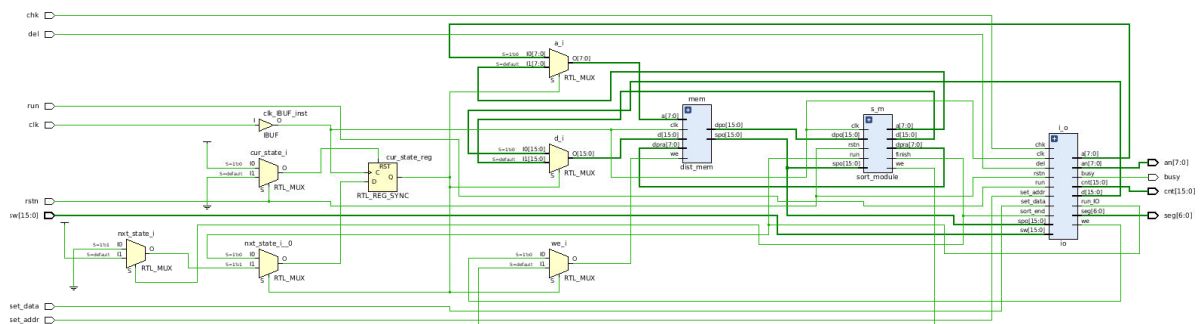 chk
del
run
clk
rstn
sw[15:0]
set_data
set_addr
clk_IBUF_inst
I O
IBUF
cur_state_i
S=1'b0 I0
S=default I1
O
S
RTL_MUX
cur_state_reg
RST
C
D
Q
RTL_REG_SYNC
nxt_state_i
S=1'b1 I0
S=default I1
O
S
RTL_MUX
nxt_state_i__0
S=1'b0 I0
S=1'b1 I1
O
S
RTL_MUX
a_i
S=1'b0 I0[7:0]
S=default I1[7:0]
O[7:0]
S
RTL_MUX
d_i
S=1'b0 I0[15:0]
S=default I1[15:0]
O[15:0]
S
RTL_MUX
we_i
S=1'b0 I0
S=default I1
O
S
RTL_MUX
mem
a[7:0]
clk
d[15:0]
dpra[7:0]
we
dpo[15:0]
spo[15:0]
dist_mem
s_m
clk
dpo[15:0]
rstn
run
spo[15:0]
a[7:0]
d[15:0]
dpra[7:0]
finish
we
sort_module
i_o
chk
clk
del
rstn
run
set_addr
set_data
sort_end
spo[15:0]
sw[15:0]
a[7:0]
an[7:0]
busy
cnt[15:0]
d[15:0]
run_IO
seg[6:0]
we
io
an[7:0]
busy
cnt[15:0]
seg[6:0]